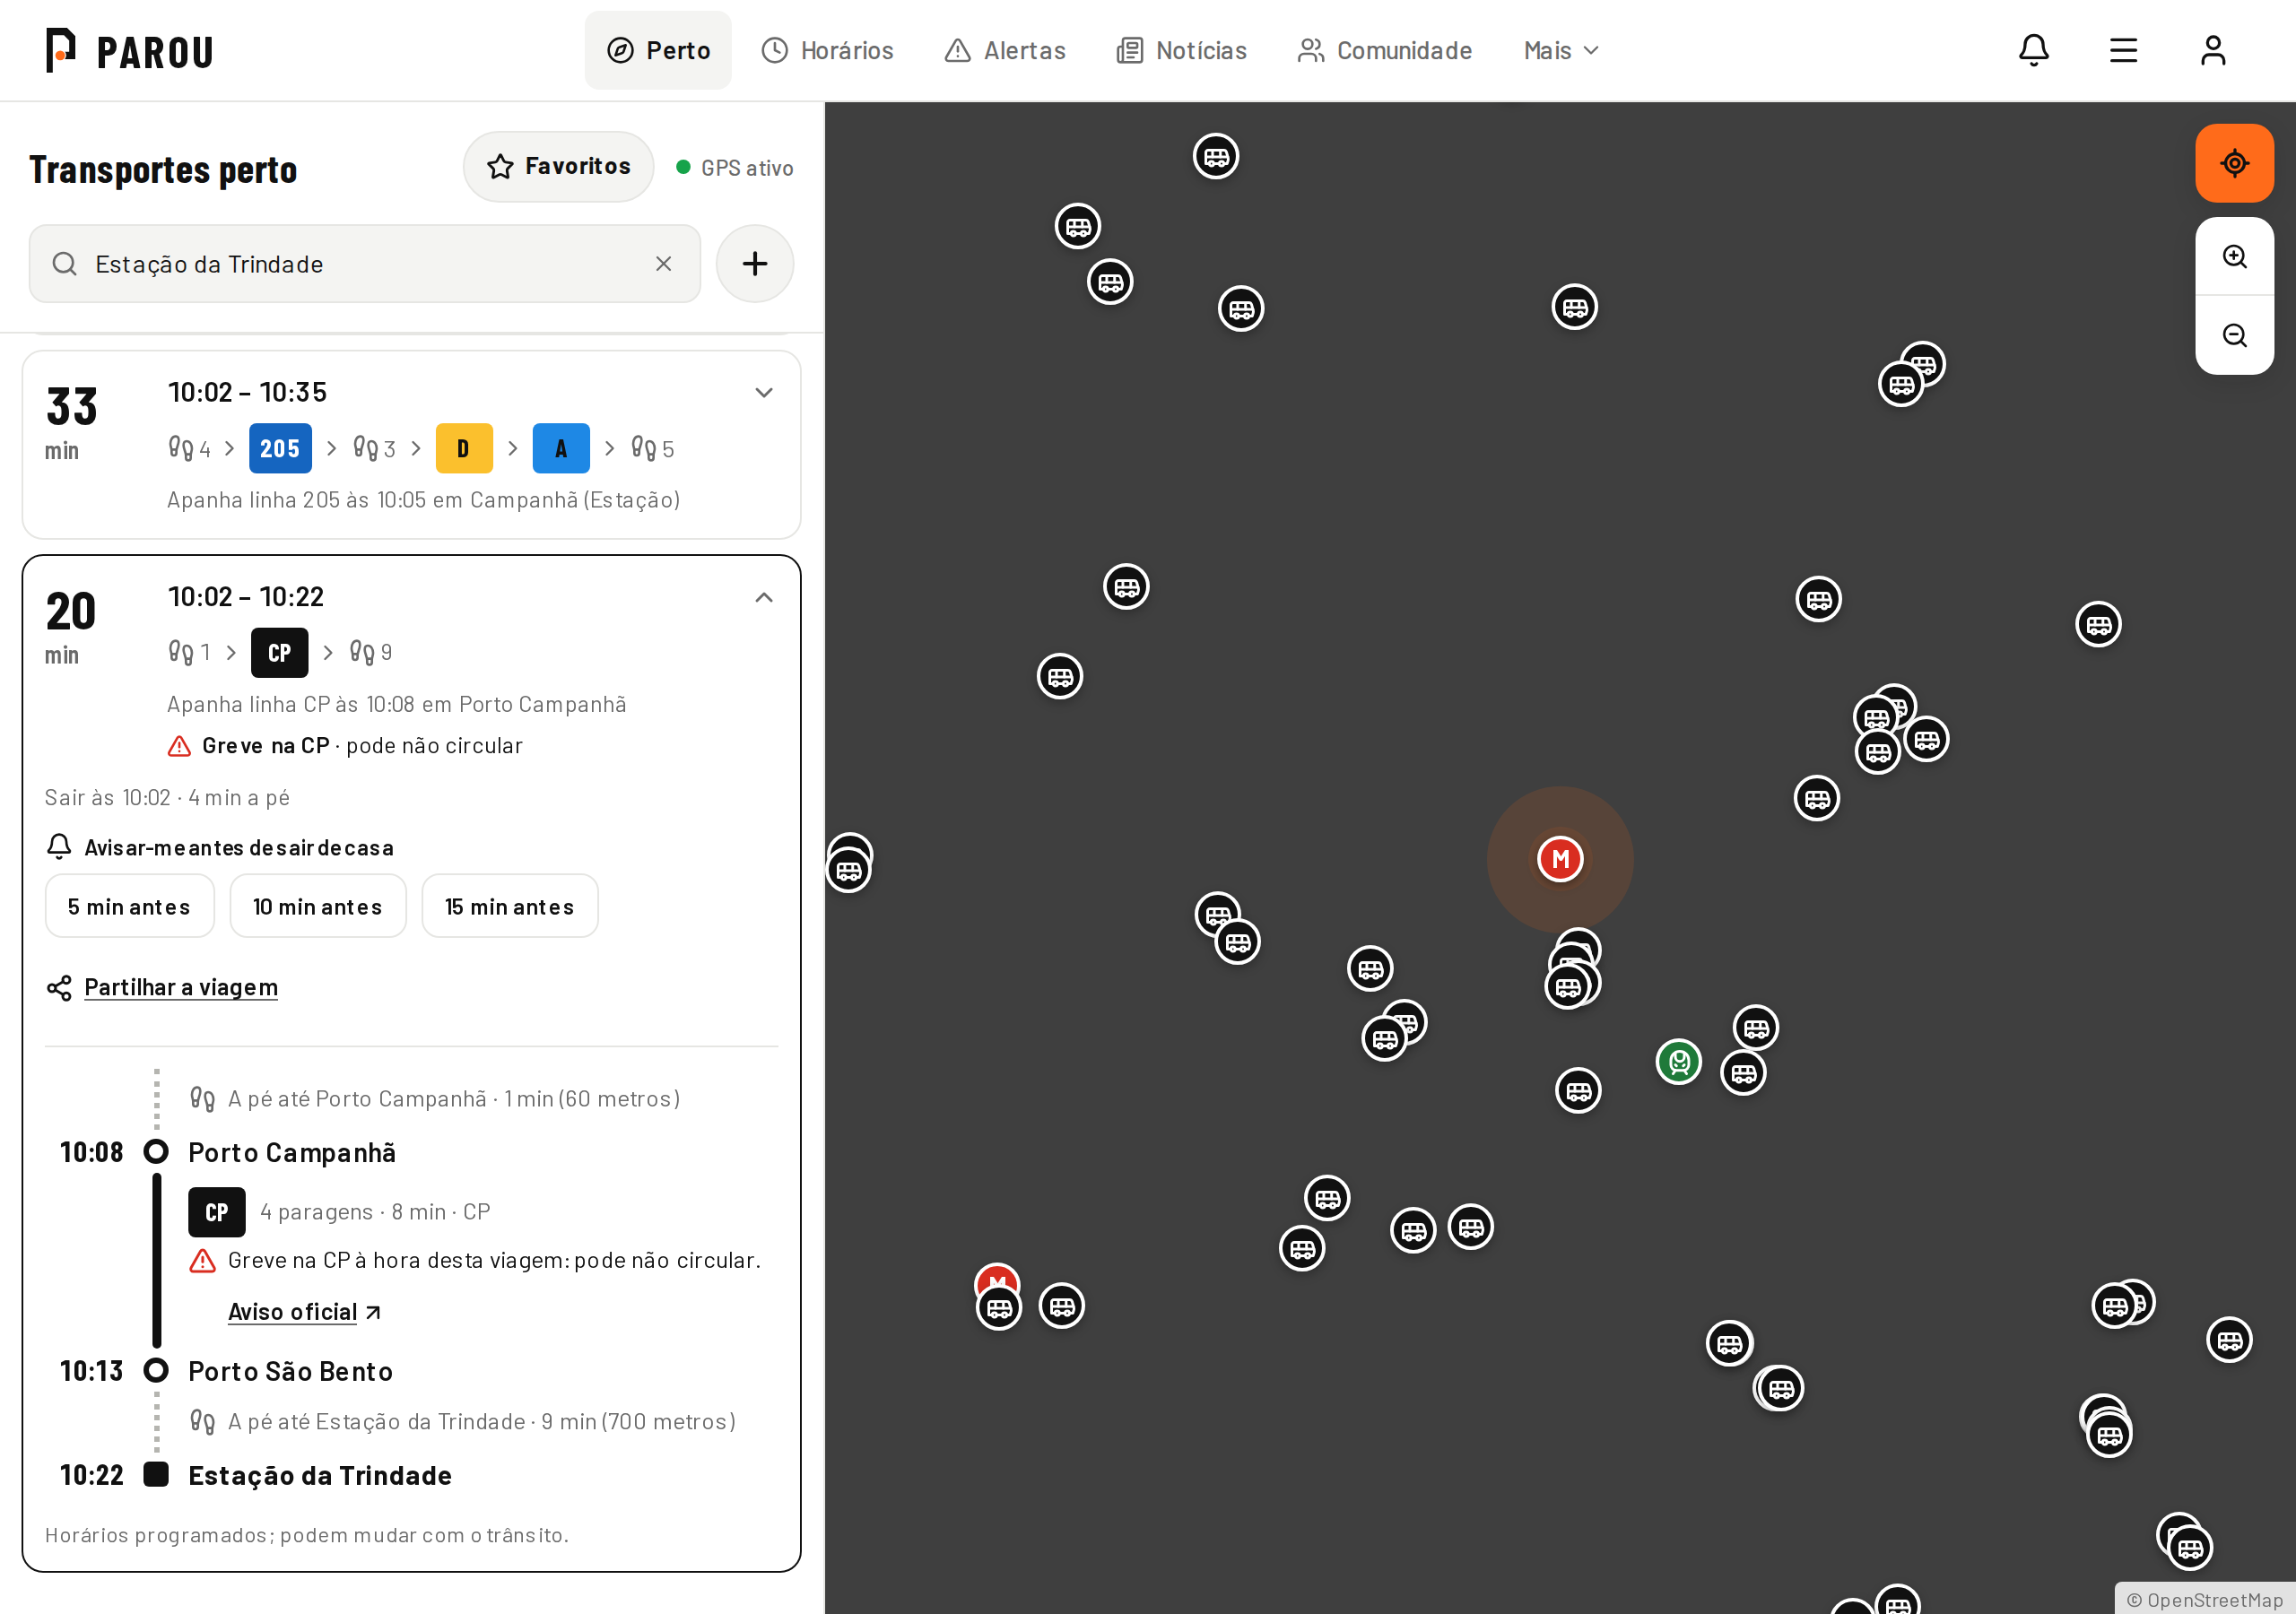 PAROU
Perto
Horários
Alertas
Notícias
Comunidade
Mais
Transportes perto
Favoritos
GPS ativo
Estação da Trindade
33
min
10:02 – 10:35
4 > 205 > 3 > D > A > 5
Apanha linha 205 às 10:05 em Campanhã (Estação)
20
min
10:02 – 10:22
1 > CP > 9
Apanha linha CP às 10:08 em Porto Campanhã
Greve na CP · pode não circular
Sair às 10:02 · 4 min a pé
Avisar-me antes de sair de casa
5 min antes
10 min antes
15 min antes
Partilhar a viagem
A pé até Porto Campanhã · 1 min (60 metros)
10:08 Porto Campanhã
CP 4 paragens · 8 min · CP
Greve na CP à hora desta viagem: pode não circular.
Aviso oficial
10:13 Porto São Bento
A pé até Estação da Trindade · 9 min (700 metros)
10:22 Estação da Trindade
Horários programados; podem mudar com o trânsito.
M
M
© OpenStreetMap